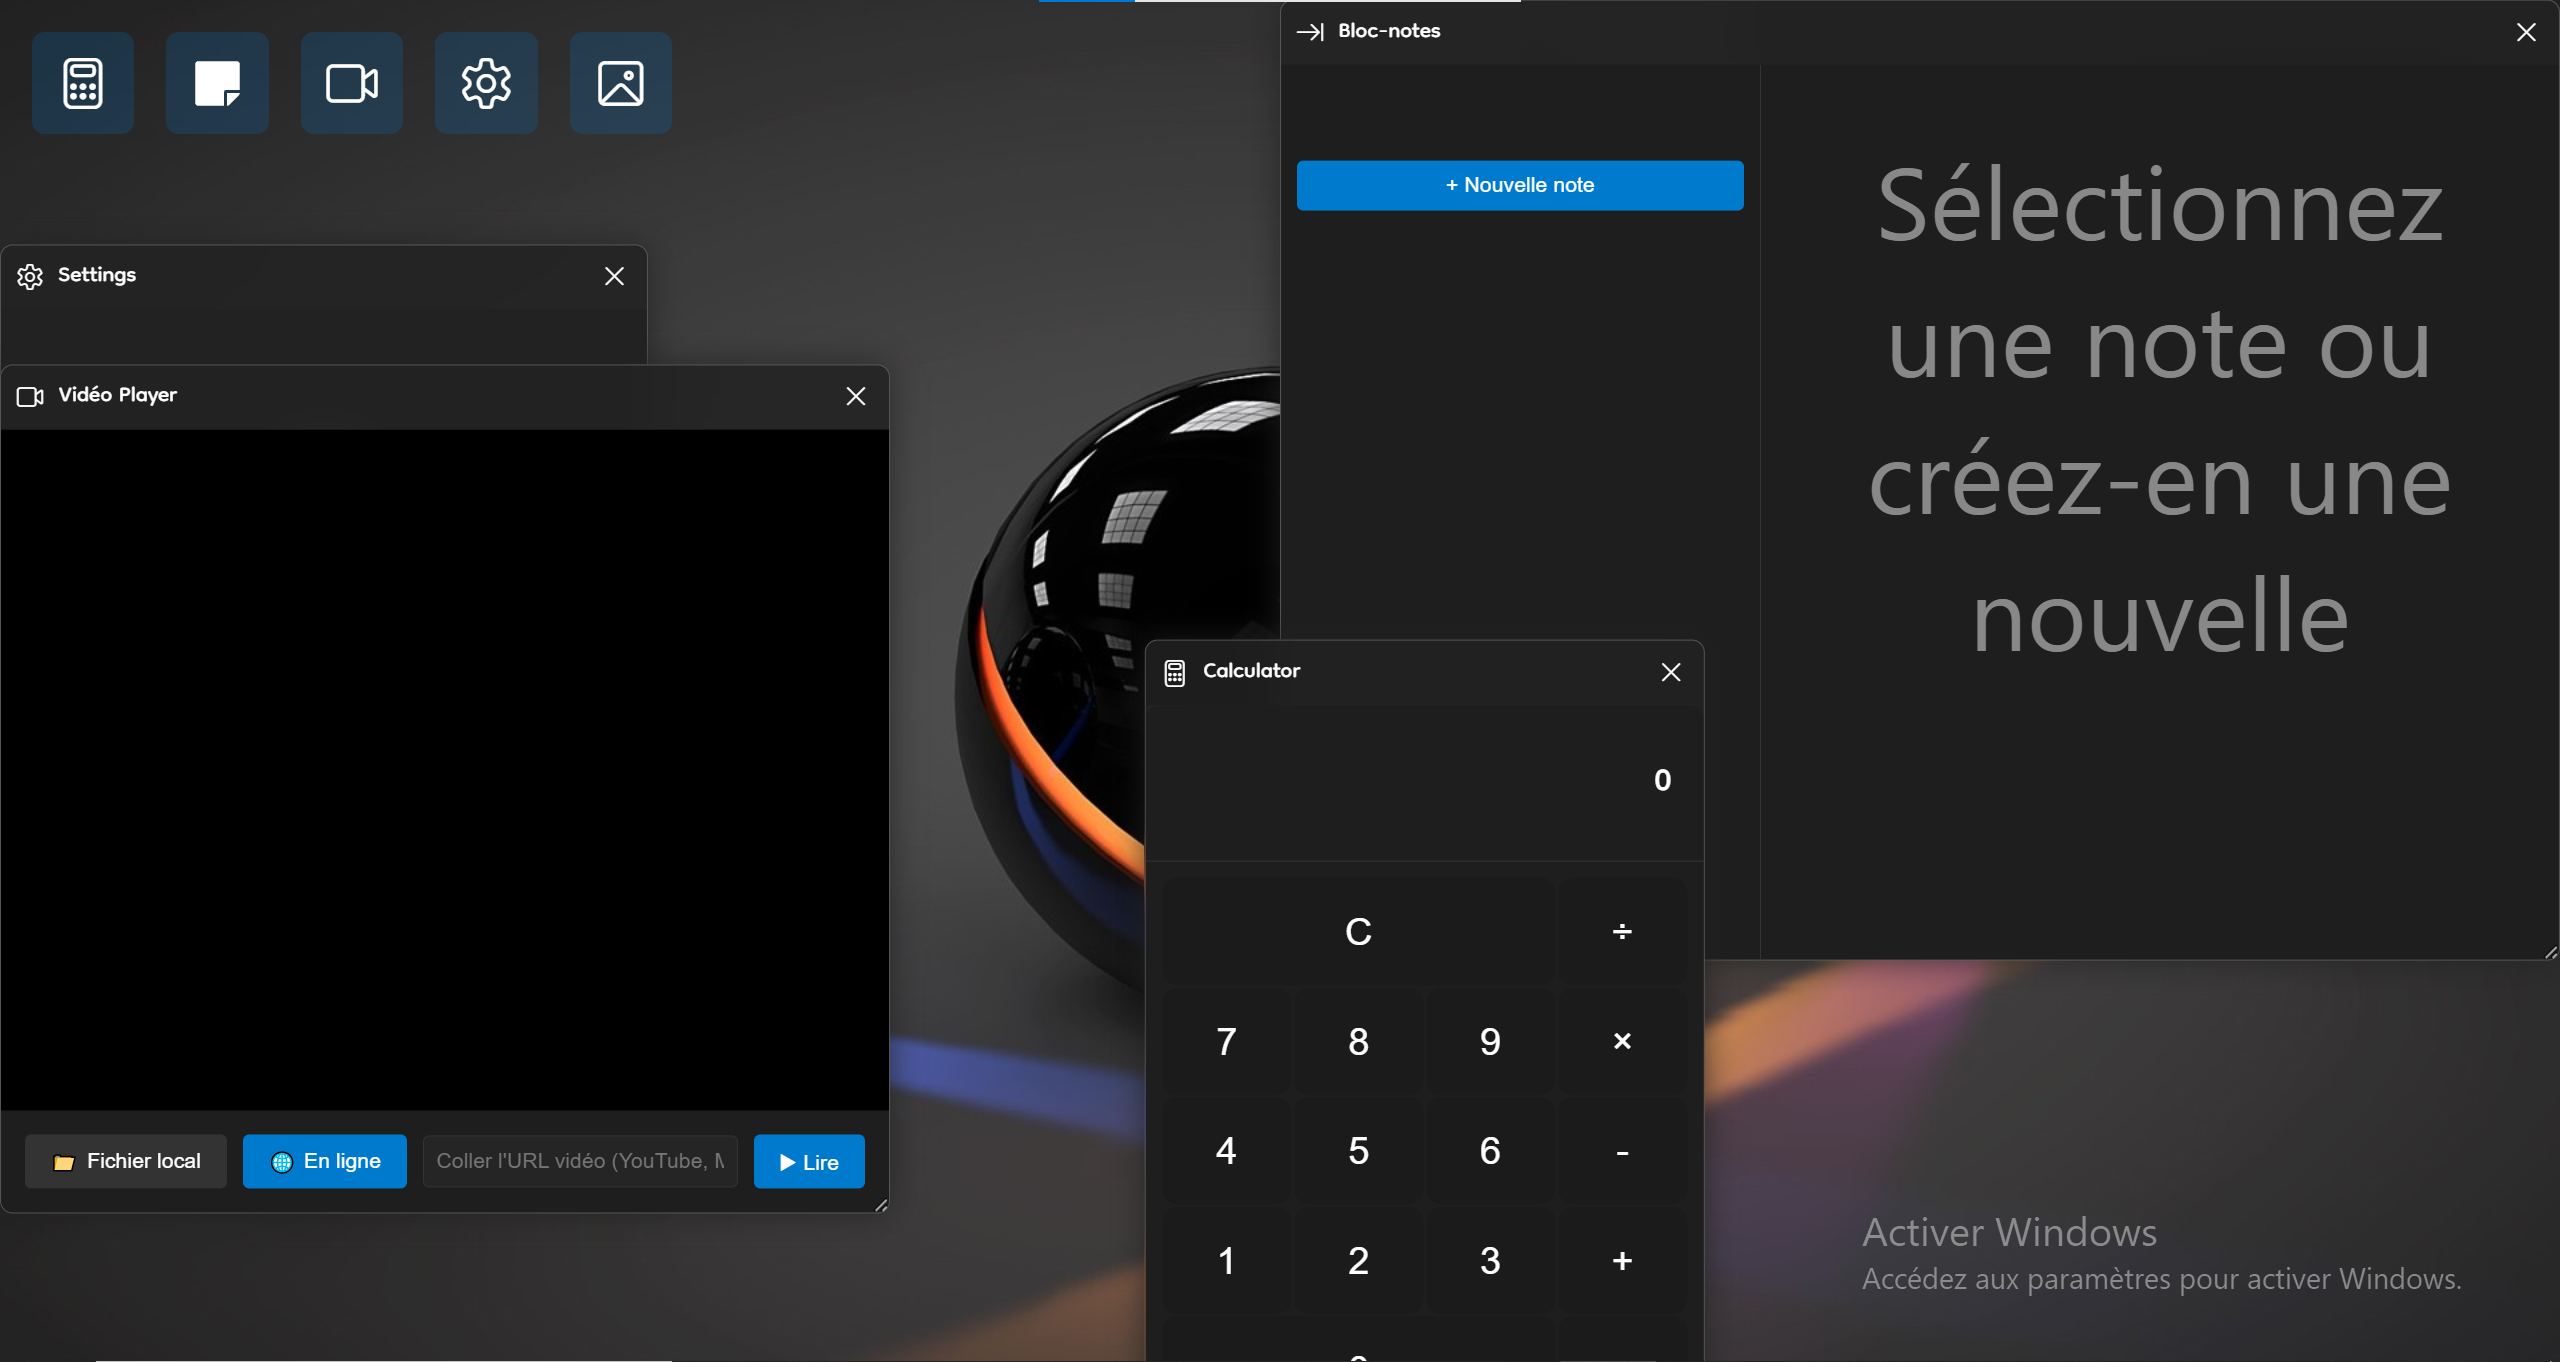 Bloc-notes
+ Nouvelle note
Sélectionnez
une note ou
créez-en une
nouvelle
Settings
Vidéo Player
Fichier local
En ligne
Coller l'URL vidéo (YouTube,
Lire
Calculator
0
C ÷
7 8 9 ×
4 5 6 -
1 2 3 +
Activer Windows
Accédez aux paramètres pour activer Windows.